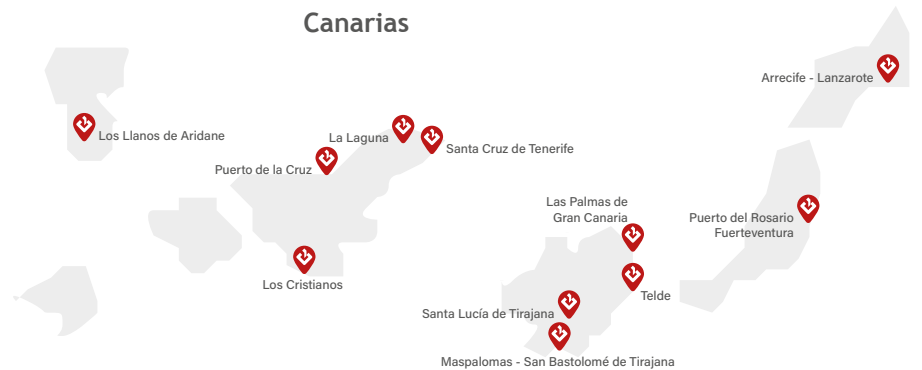 Canarias
Arrecife - Lanzarote
Los Llanos de Aridane
La Laguna
Santa Cruz de Tenerife
Puerto de la Cruz
Las Palmas de
Gran Canaria
Puerto del Rosario
Fuerteventura
Los Cristianos
Telde
Santa Lucía de Tirajana
Maspalomas - San Bastolomé de Tirajana